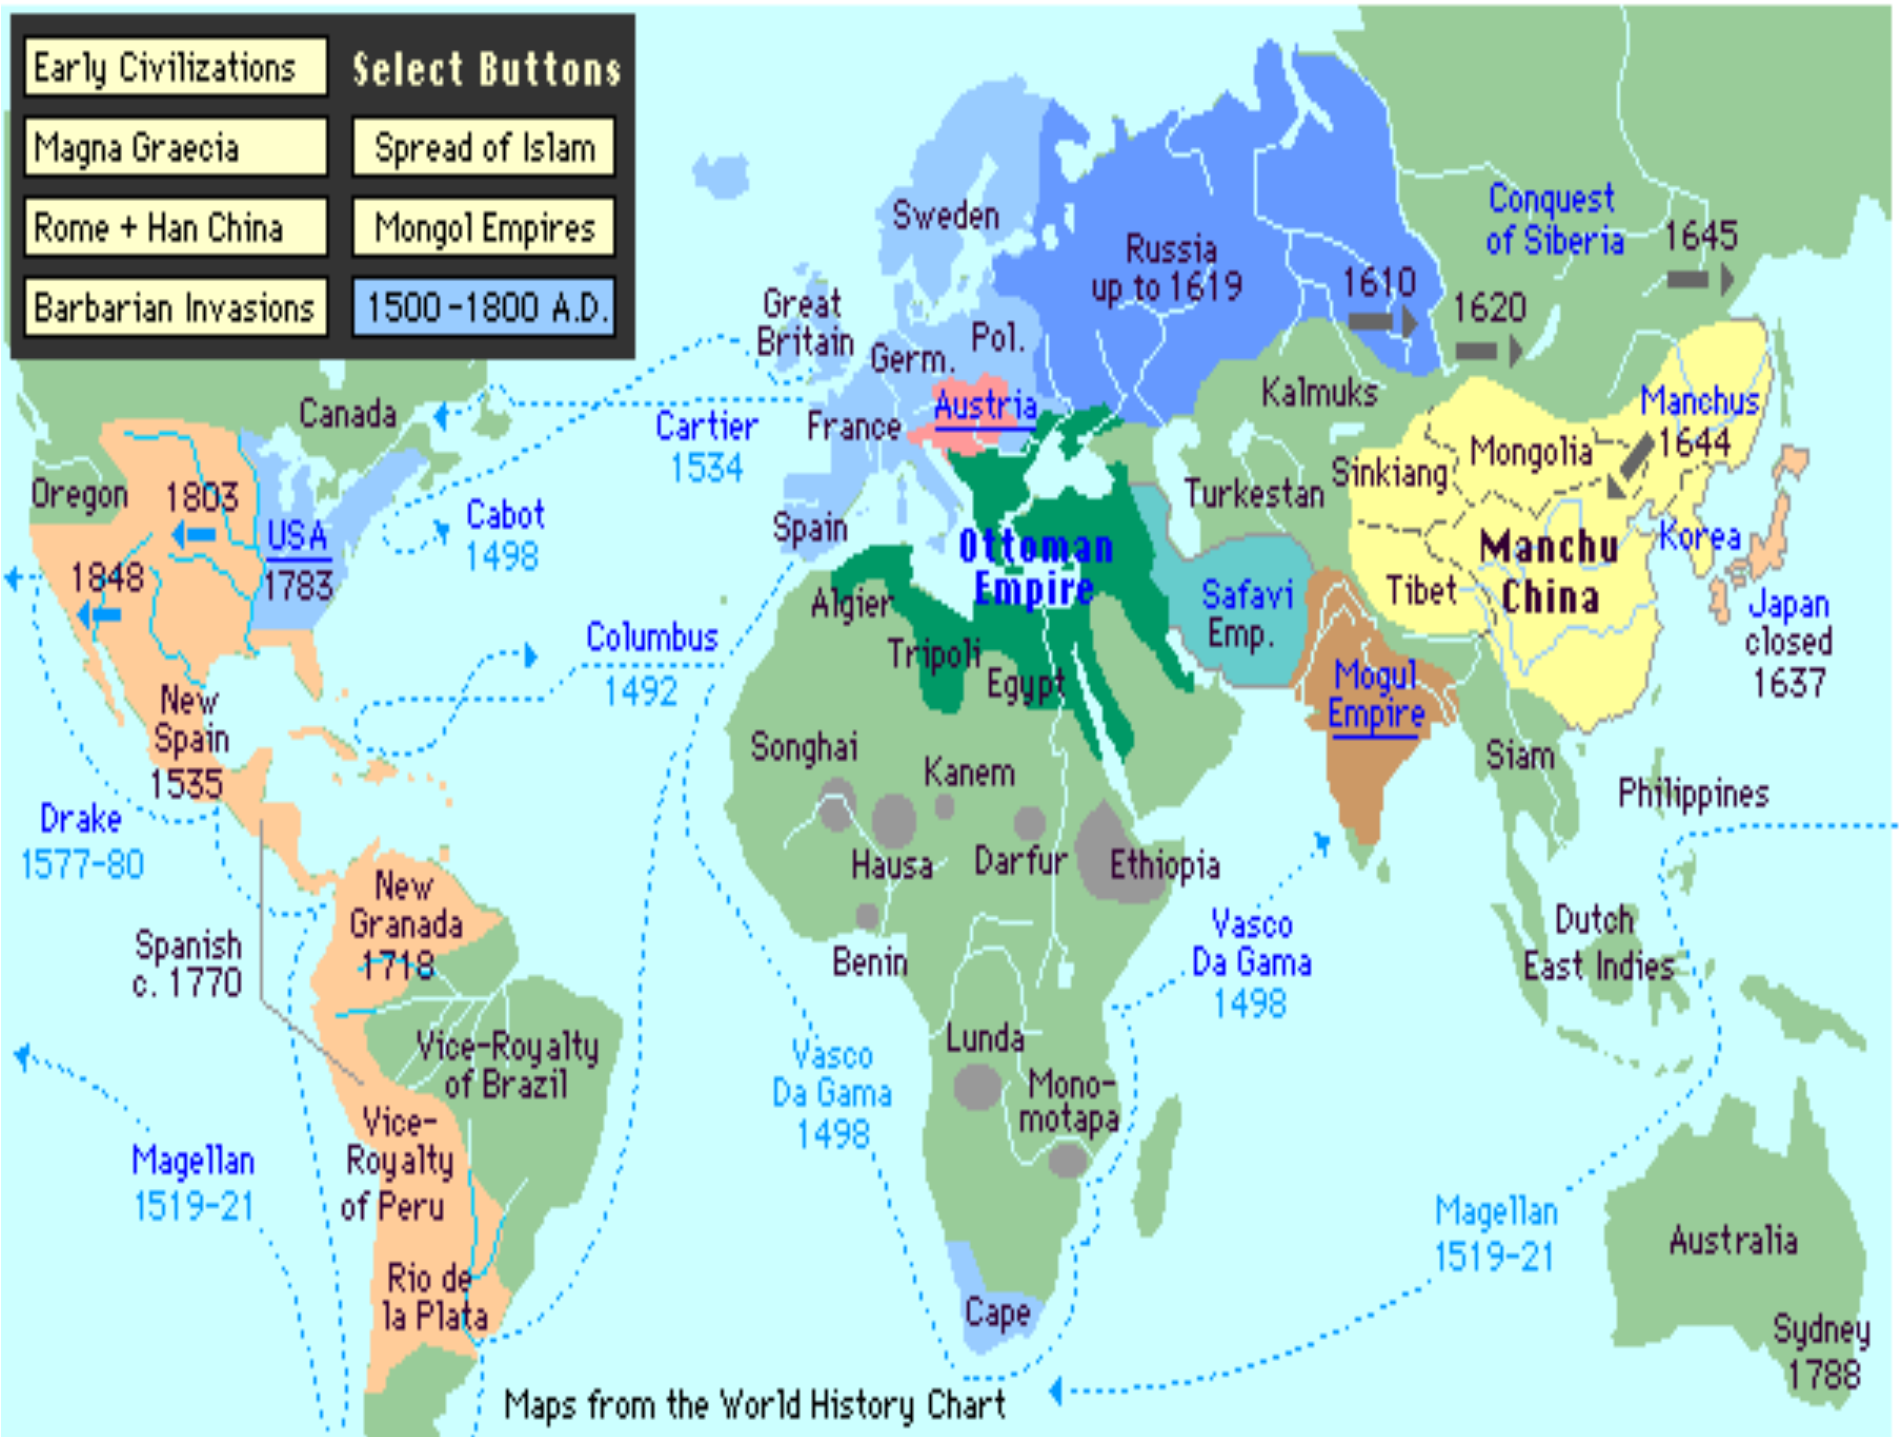 Early Civilizations
Select Buttons
Magna Graecia
Spread of Islam
Rome + Han China
Mongol Empires
Barbarian Invasions
1500-1800 A.D.
Sweden
Russia
up to 1619
Conquest
of Siberia
1645
1610
1620
Great
Britain
Germ.
Pol.
Austria
France
Spain
Kalmuks
Turkestan
Sinkiang
Mongolia
Manchus
1644
Manchu
China
Tibet
Korea
Japan
closed
1637
Canada
Oregon
1803
1848
USA
1783
Cartier
1534
Cabot
1498
Columbus
1492
Ottoman
Empire
Algier
Tripoli
Egypt
Safavi
Emp.
Mogul
Empire
Siam
Philippines
Dutch
East Indies
New
Spain
1535
Drake
1577-80
Spanish
c. 1770
New
Granada
1718
Vice-Royalty
of Brazil
Vice-
Royalty
of Peru
Rio de
la Plata
Magellan
1519-21
Songhai
Kanem
Hausa
Darfur
Ethiopia
Benin
Lunda
Mono-
motapa
Cape
Vasco
Da Gama
1498
Vasco
Da Gama
1498
Magellan
1519-21
Australia
Sydney
1788
Maps from the World History Chart